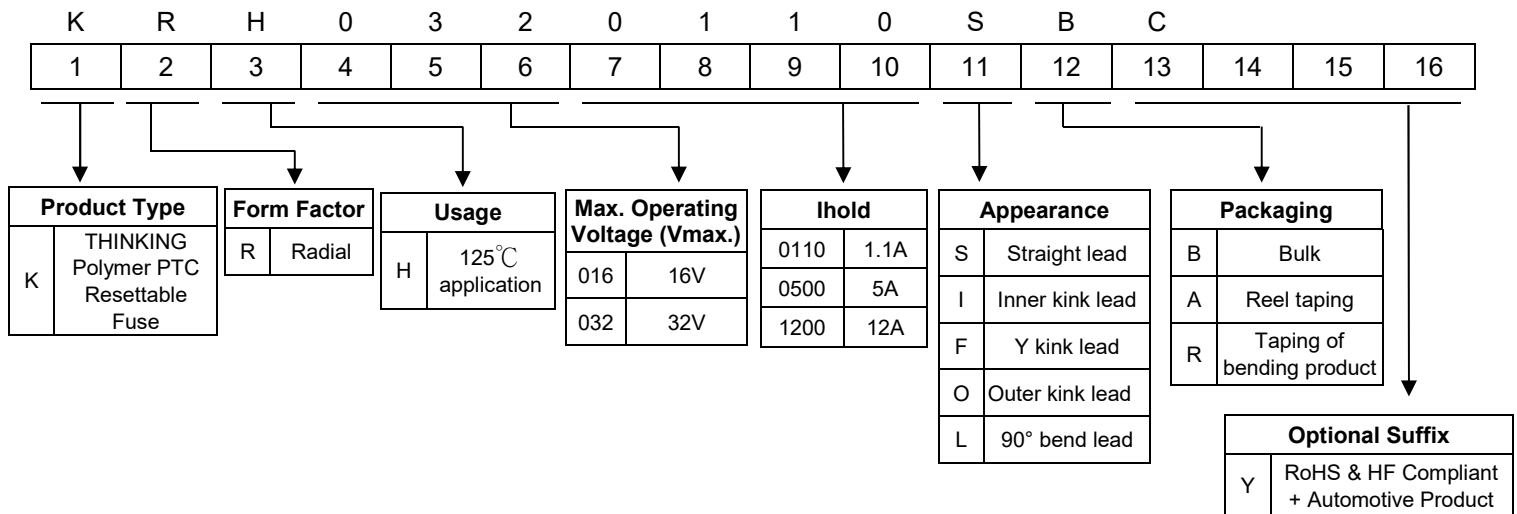 K R H 0 3 2 0 1 1 0 S B C
1 2 3 4 5 6 7 8 9 10 11 12 13 14 15 16
Product Type
K THINKING
Polymer PTC
Resettable
Fuse
Form Factor
R Radial
Usage
H 125℃
application
Max. Operating
Voltage (Vmax.)
016 16V
032 32V
Ihold
0110 1.1A
0500 5A
1200 12A
Appearance
S Straight lead
I Inner kink lead
F Y kink lead
O Outer kink lead
L 90° bend lead
Packaging
B Bulk
A Reel taping
R Taping of
bending product
Optional Suffix
Y RoHS & HF Compliant
+ Automotive Product